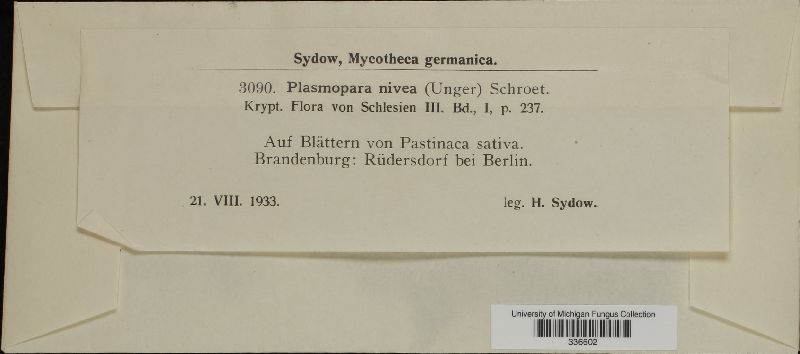 Sydow, Mycotheca germanica.
3090. Plasmopara nivea (Unger) Schroet.
Krypt. Flora von Schlesien III. Bd., I, p. 237.
Auf Blättern von Pastinaca sativa.
Brandenburg: Rüdersdorf bei Berlin.
21. VIII. 1933. leg. H. Sydow.
University of Michigan Fungus Collection
336602